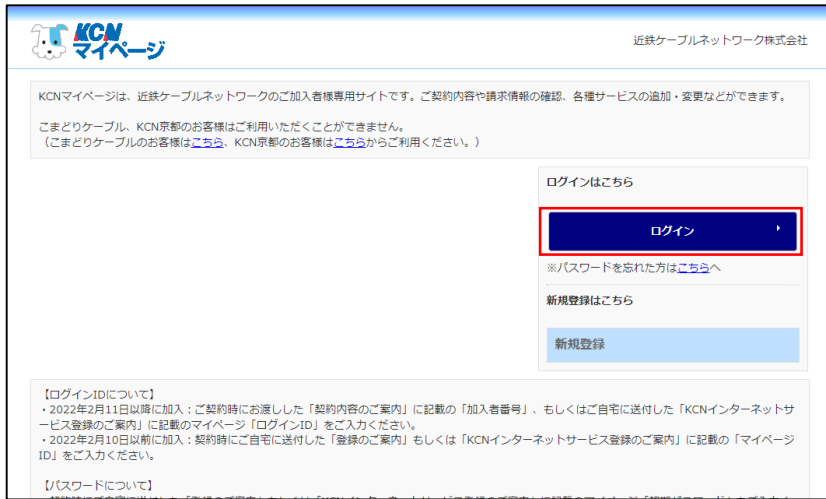 KCN
マイページ
近鉄ケーブルネットワーク株式会社
KCNマイページは、近鉄ケーブルネットワークのご加入者様専用サイトです。ご契約内容や請求情報の確認、各種サービスの追加・変更などができます。
こまどりケーブル、KCN京都のお客様はご利用いただくことができません。
（こまどりケーブルのお客様はこちら、KCN京都のお客様はこちらからご利用ください。）
ログインはこちら
ログイン
※パスワードを忘れた方はこちらへ
新規登録はこちら
新規登録
【ログインIDについて】
・2022年2月11日以降に加入：ご契約時にお渡しした「契約内容のご案内」に記載の「加入者番号」、もしくはご自宅に送付した「KCNインターネットサ
ービス登録のご案内」に記載のマイページ「ログインID」をご入力ください。
・2022年2月10日以前に加入：契約時にご自宅に送付した「登録のご案内」もしくは「KCNインターネットサービス登録のご案内」に記載の「マイページ
ID」をご入力ください。
【パスワードについて】